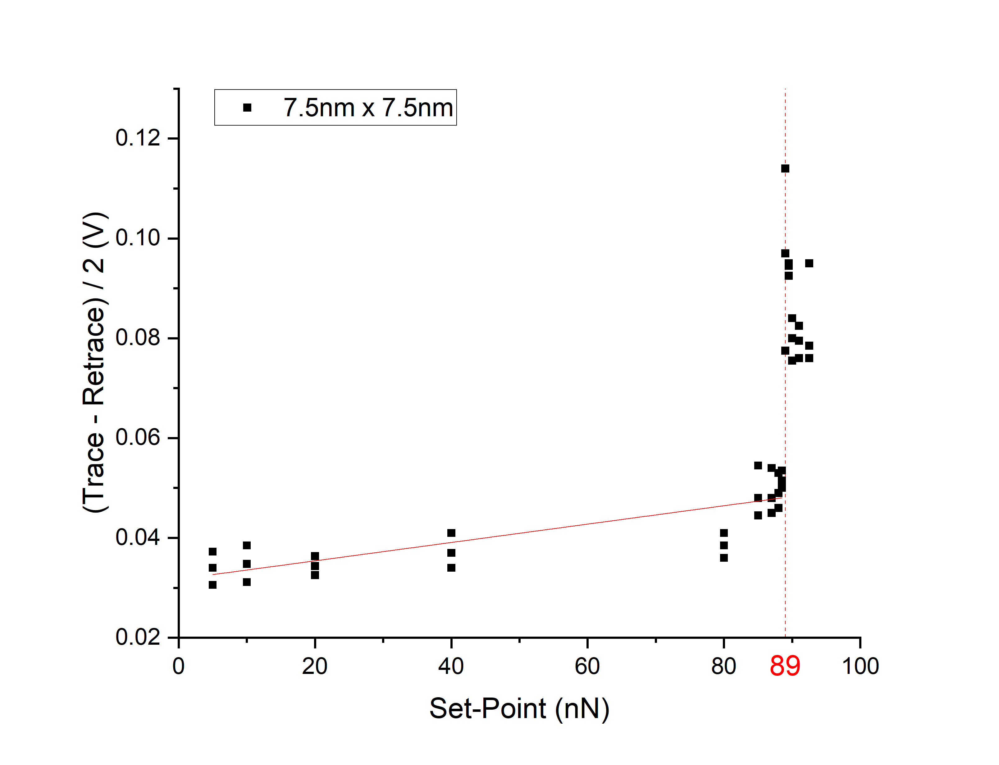 7.5nm x 7.5nm
0.12
0.10
0.08
0.06
0.04
0.02
(Trace - Retrace) / 2 (V)
0 20 40 60 80 89 100
Set-Point (nN)